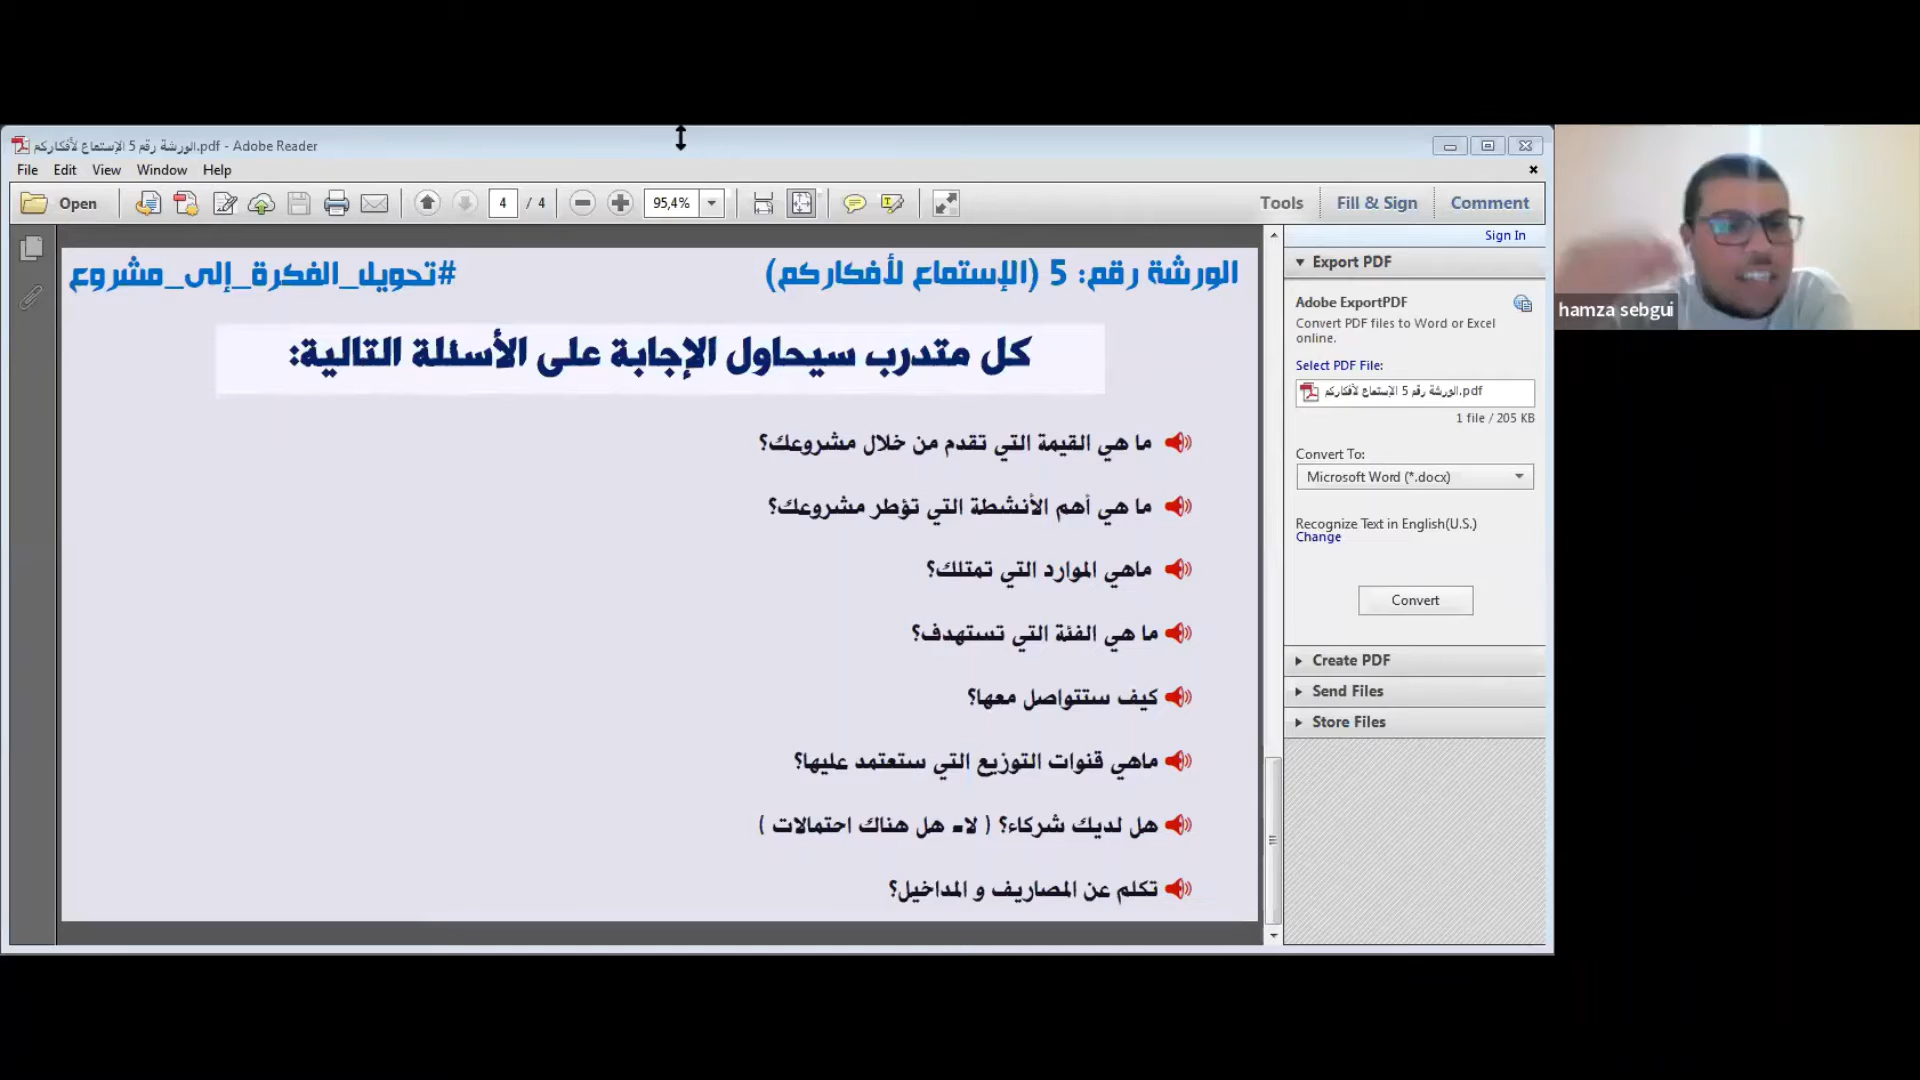 الورشة رقم 5 الإستماع لأفكاركم.pdf - Adobe Reader
File Edit View Window Help
Open 4 / 4 95,4% Tools Fill & Sign Comment
Sign In
الورشة رقم: 5 (الإستماع لأفكاركم) #تحويل_الفكرة_إلى_مشروع
كل متدرب سيحاول الإجابة على الأسئلة التالية:
ما هي القيمة التي تقدم من خلال مشروعك؟
ما هي أهم الأنشطة التي تؤطر مشروعك؟
ماهي الموارد التي تمتلك؟
ما هي الفئة التي تستهدف؟
كيف ستتواصل معها؟
ماهي قنوات التوزيع التي ستعتمد عليها؟
هل لديك شركاء؟ ( لا- هل هناك احتمالات )
تكلم عن المصاريف و المداخيل؟
Export PDF
Adobe ExportPDF
Convert PDF files to Word or Excel
online.
Select PDF File:
الورشة رقم 5 الإستماع لأفكاركم.pdf
1 file / 205 KB
Convert To:
Microsoft Word (*.docx)
Recognize Text in English(U.S.)
Change
Convert
Create PDF
Send Files
Store Files
hamza sebgui